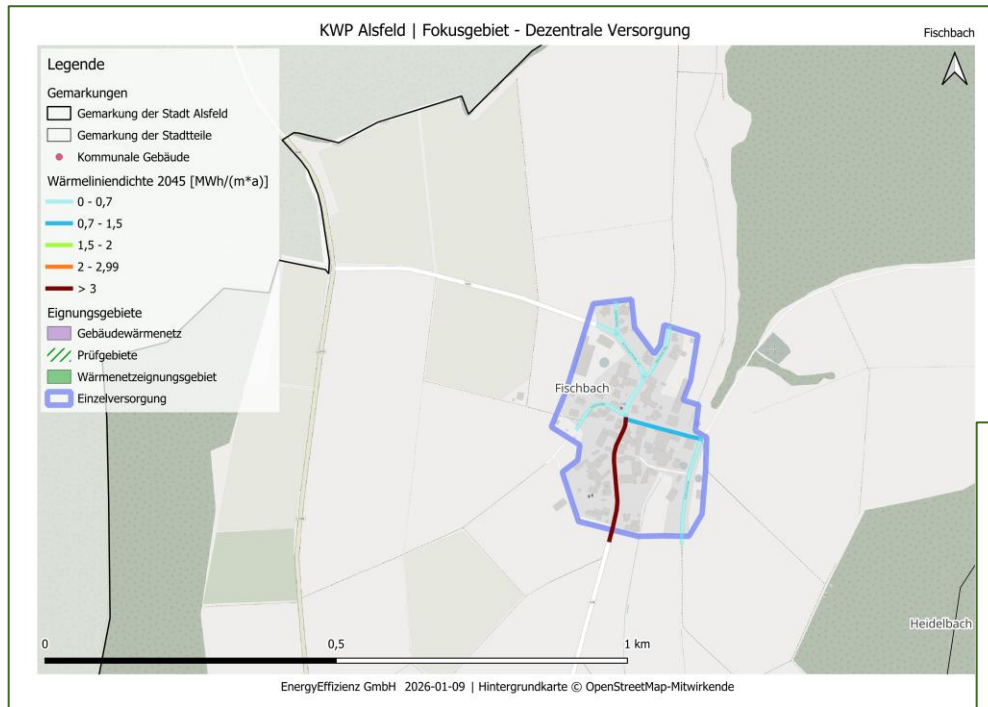 KWP Alsfeld | Fokusgebiet - Dezentrale Versorgung
Fischbach
Legende
Gemarkungen
Gemarkung der Stadt Alsfeld
Gemarkung der Stadtteile
Kommunale Gebäude
Wärmeliniendichte 2045 [MWh/(m*a)]
0 - 0,7
0,7 - 1,5
1,5 - 2
2 - 2,99
> 3
Eignungsgebiete
Gebäudewärmenetz
Prüfgebiete
Wärmenetzeignungsgebiet
Einzelversorgung
Fischbach
Heidelbach
0 0,5 1 km
EnergyEffizienz GmbH 2026-01-09 | Hintergrundkarte © OpenStreetMap-Mitwirkende